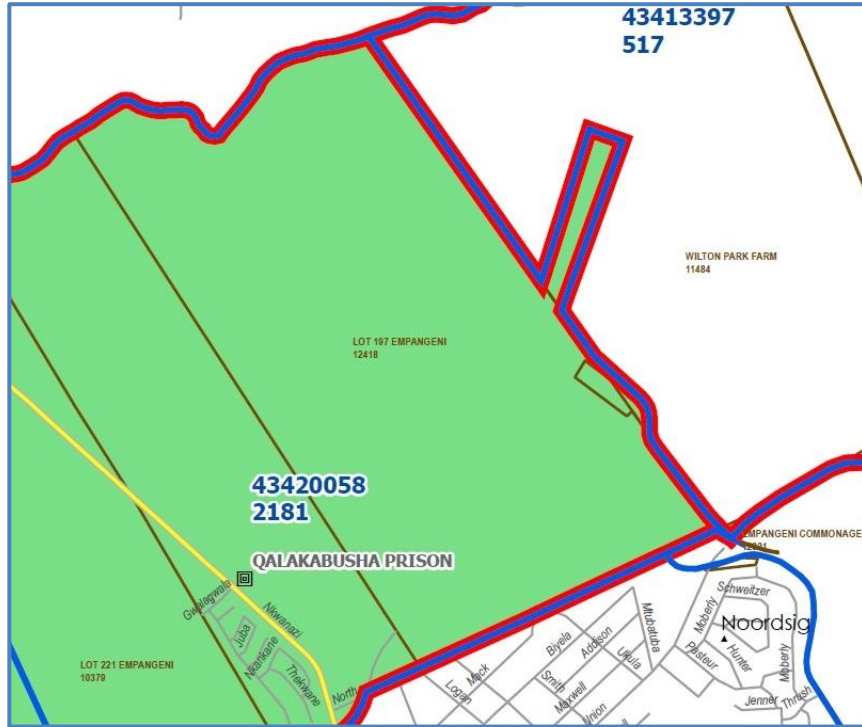 43413397
517
WILTON PARK FARM
11484
LOT 197 EMPANGENI
12418
43420058
2181
QALAKABUSHA PRISON
EMPANGENI COMMONAGE
Gwalagwala
Nkwanazi
Juba
Nkankane
Thekwane
North
LOT 221 EMPANGENI
10379
Logan
Mack
Biyela
Addison
Smith
Maxwell
Ukula
Union
Mtubatuba
Moberly
Schweitzer
Noordsig
Pasteur
Hunter
Moberly
Jenner
Thrush